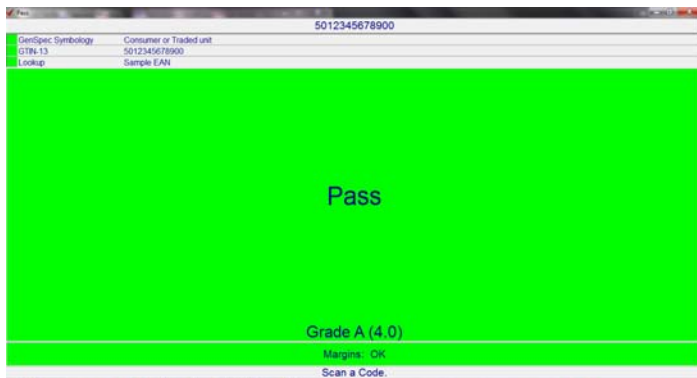 Pass
5012345678900
GenSpec Symbology Consumer or Traded unit
GTIN-13 5012345678900
Lookup Sample EAN
Pass
Grade A (4.0)
Margins: OK
Scan a Code.